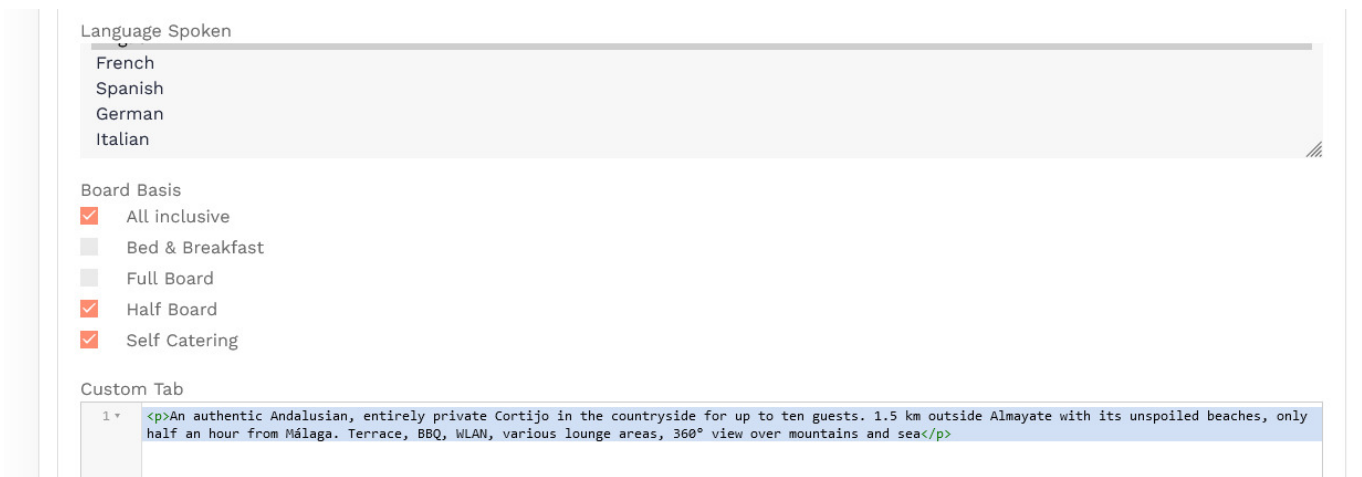 Language Spoken
French
Spanish
German
Italian
Board Basis
All inclusive
Bed & Breakfast
Full Board
Half Board
Self Catering
Custom Tab
1
<p>An authentic Andalusian, entirely private Cortijo in the countryside for up to ten guests. 1.5 km outside Almayate with its unspoiled beaches, only
half an hour from Málaga. Terrace, BBQ, WLAN, various lounge areas, 360° view over mountains and sea</p>